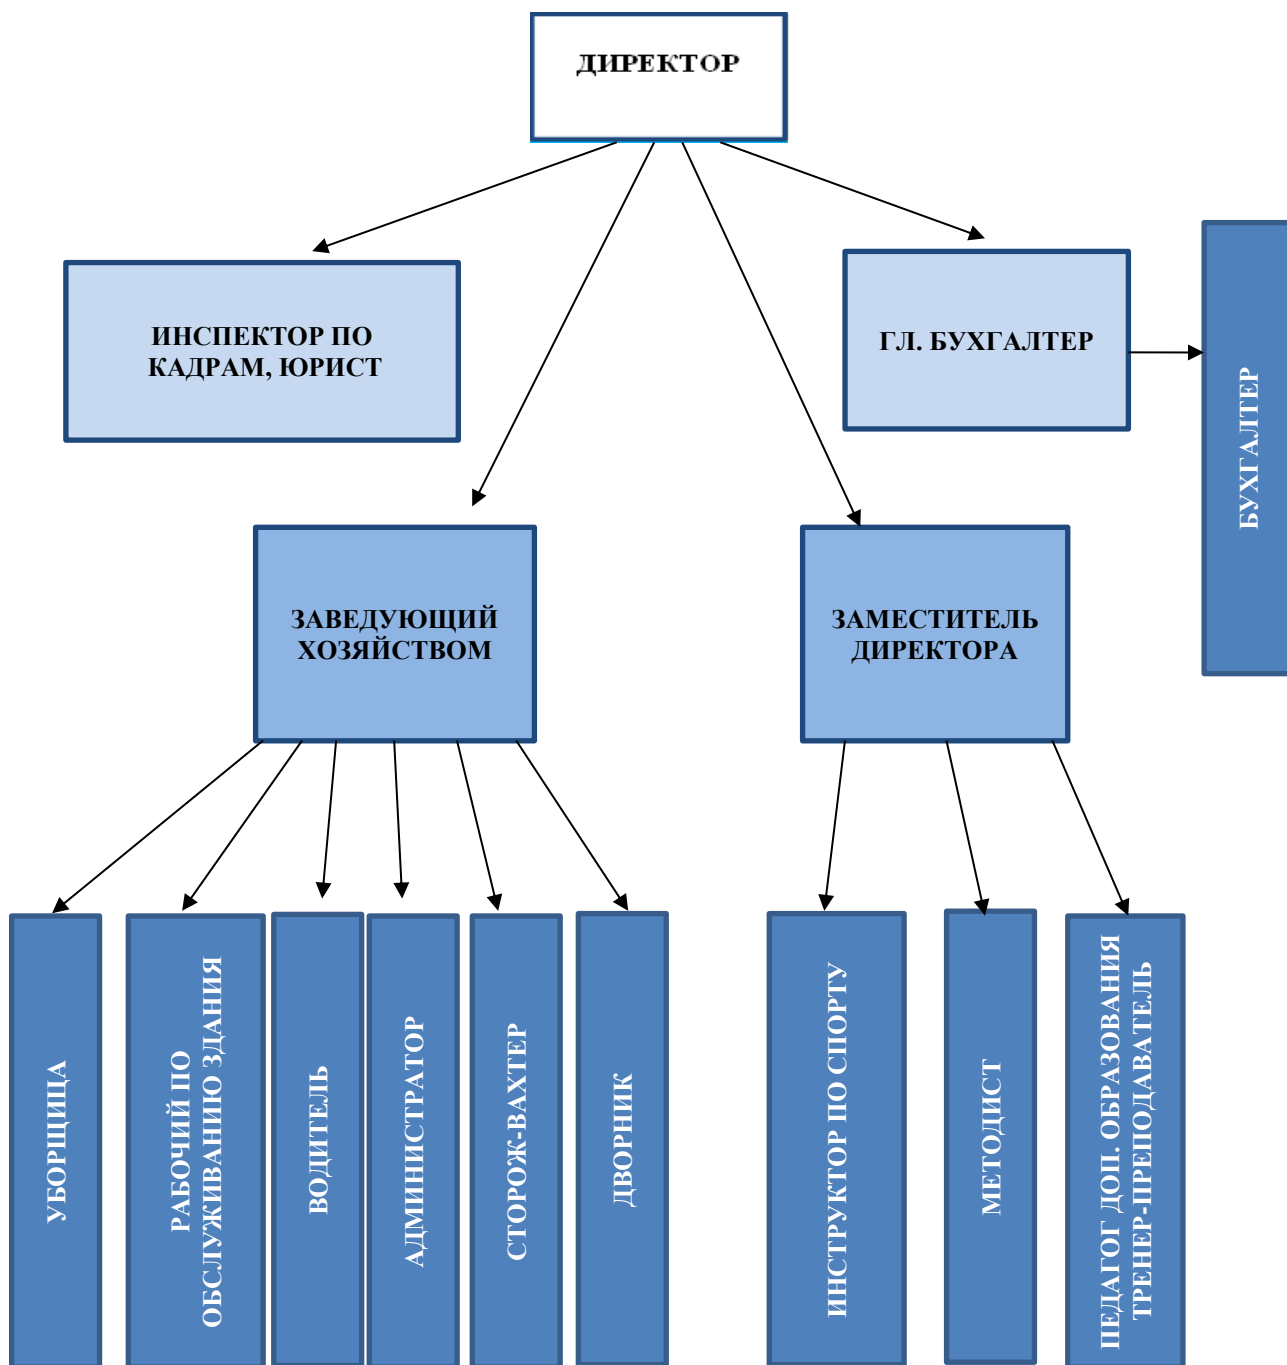 ДИРЕКТОР
ИНСПЕКТОР ПО
КАДРАМ, ЮРИСТ
ГЛ. БУХГАЛТЕР
БУХГАЛТЕР
ЗАВЕДУЮЩИЙ
ХОЗЯЙСТВОМ
ЗАМЕСТИТЕЛЬ
ДИРЕКТОРА
УБОРЩИЦА
РАБОЧИЙ ПО
ОБСЛУЖИВАНИЮ ЗДАНИЯ
ВОДИТЕЛЬ
АДМИНИСТРАТОР
СТОРОЖ-ВАХТЕР
ДВОРНИК
ИНСТРУКТОР ПО СПОРТУ
МЕТОДИСТ
ПЕДАГОГ ДОП. ОБРАЗОВАНИЯ
ТРЕНЕР-ПРЕПОДАВАТЕЛЬ